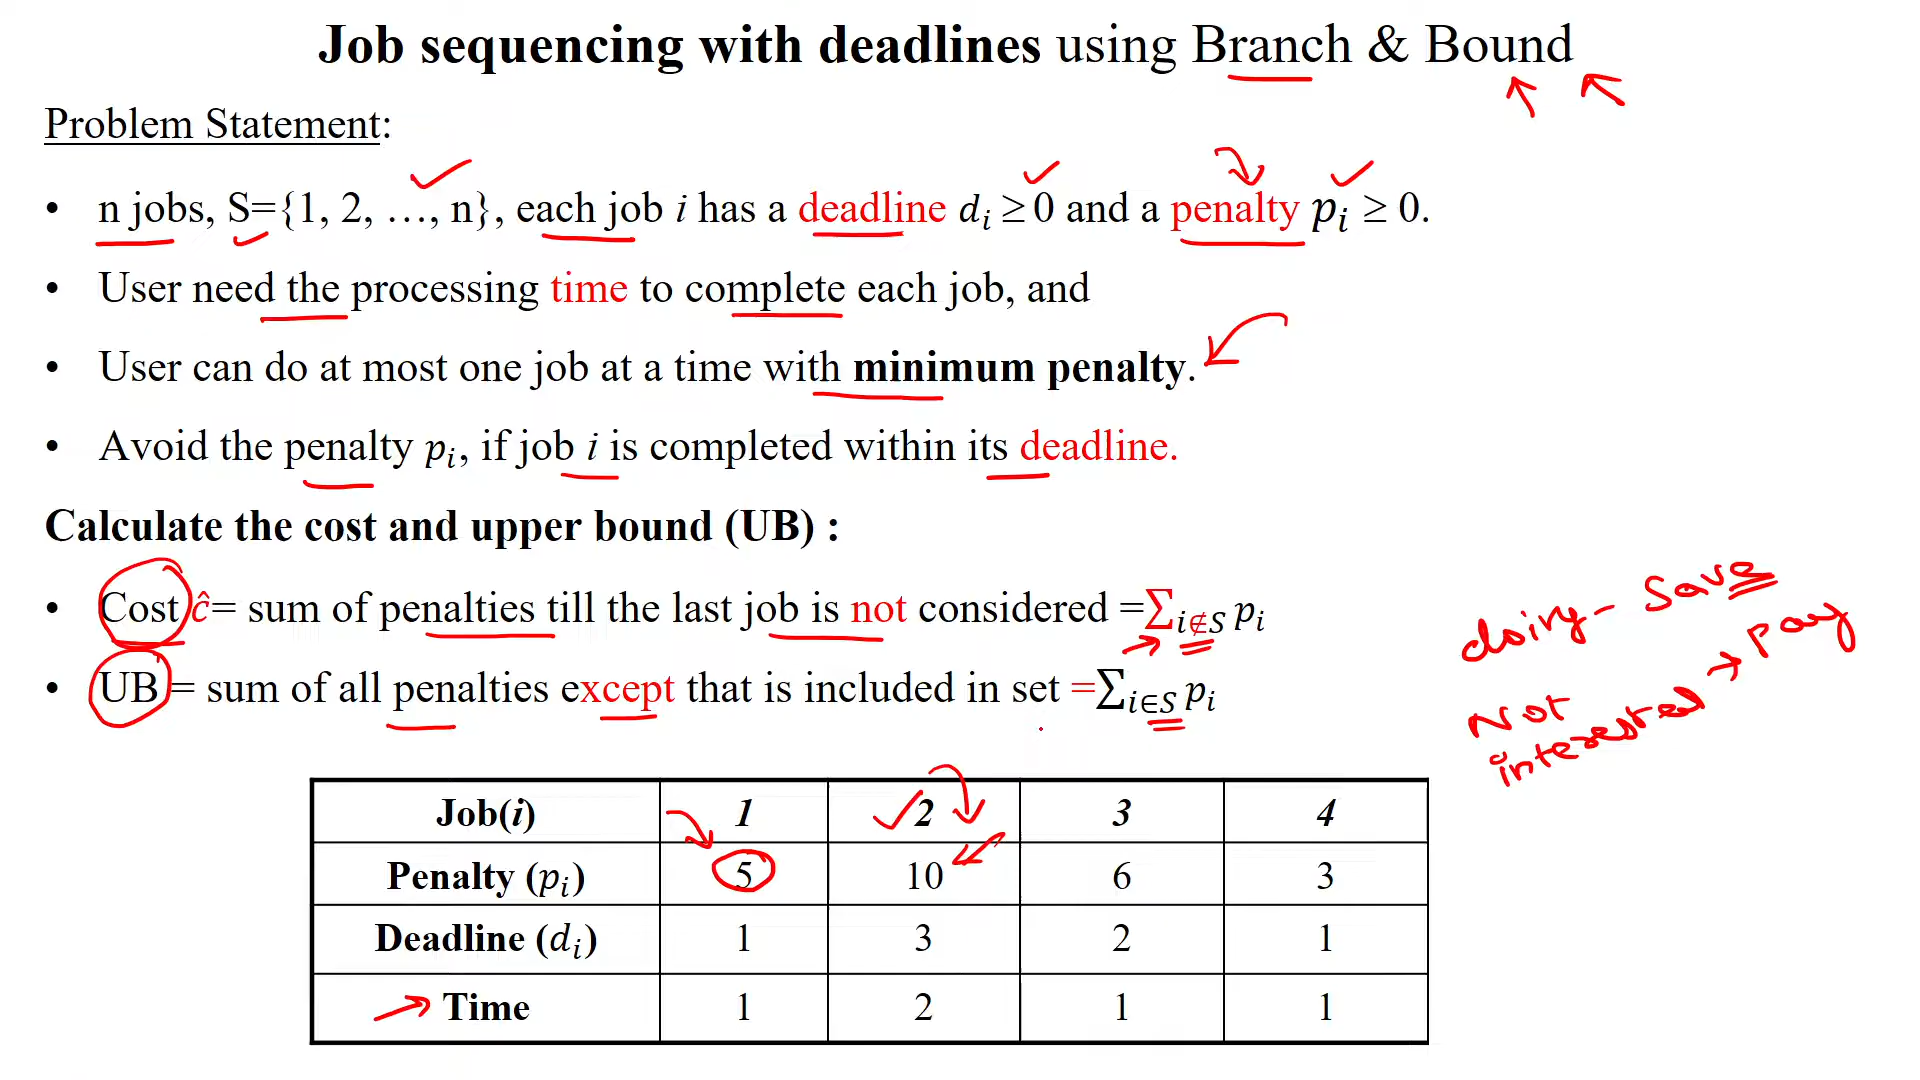 Job sequencing with deadlines using Branch & Bound
Problem Statement:
• n jobs, S={1, 2, …, n}, each job i has a deadline dᵢ ≥ 0 and a penalty pᵢ ≥ 0.
• User need the processing time to complete each job, and
• User can do at most one job at a time with minimum penalty.
• Avoid the penalty pᵢ, if job i is completed within its deadline.
Calculate the cost and upper bound (UB) :
• Cost ĉ= sum of penalties till the last job is not considered =∑i∉S pᵢ
• UB = sum of all penalties except that is included in set =∑i∈S pᵢ
doing - Save
Not interested → pay
Job(i) 1 2 3 4
Penalty (pᵢ) 5 10 6 3
Deadline (dᵢ) 1 3 2 1
Time 1 2 1 1